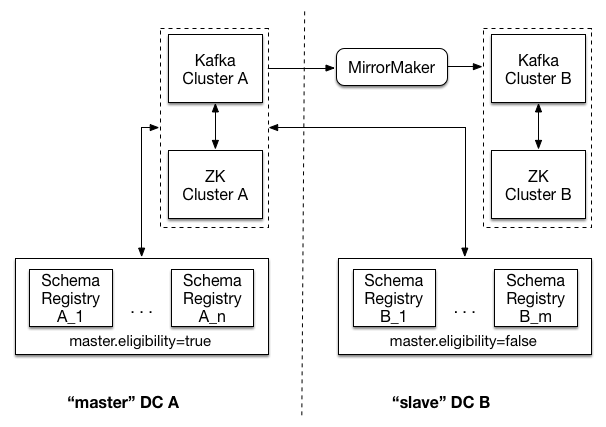 Kafka
Cluster A
MirrorMaker
Kafka
Cluster B
ZK
Cluster A
ZK
Cluster B
Schema
Registry
A_1
. . .
Schema
Registry
A_n
master.eligibility=true
Schema
Registry
B_1
. . .
Schema
Registry
B_m
master.eligibility=false
“master” DC A
“slave” DC B